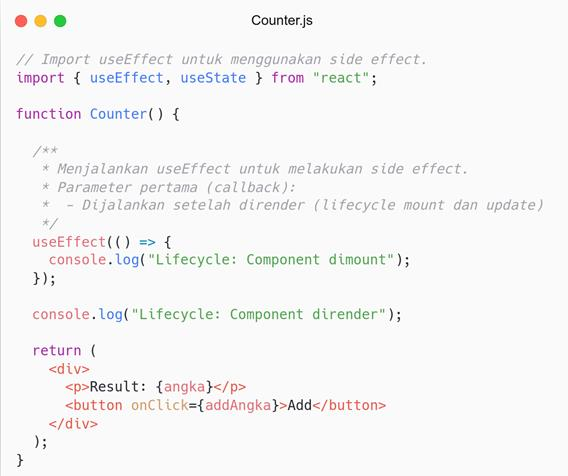 Counter.js
// Import useEffect untuk menggunakan side effect.
import { useEffect, useState } from "react";
function Counter() {
/**
* Menjalankan useEffect untuk melakukan side effect.
* Parameter pertama (callback):
*  - Dijalankan setelah dirender (lifecycle mount dan update)
*/
useEffect(() => {
console.log("Lifecycle: Component dimount");
});
console.log("Lifecycle: Component dirender");
return (
<div>
<p>Result: {angka}</p>
<button onClick={addAngka}>Add</button>
</div>
);
}